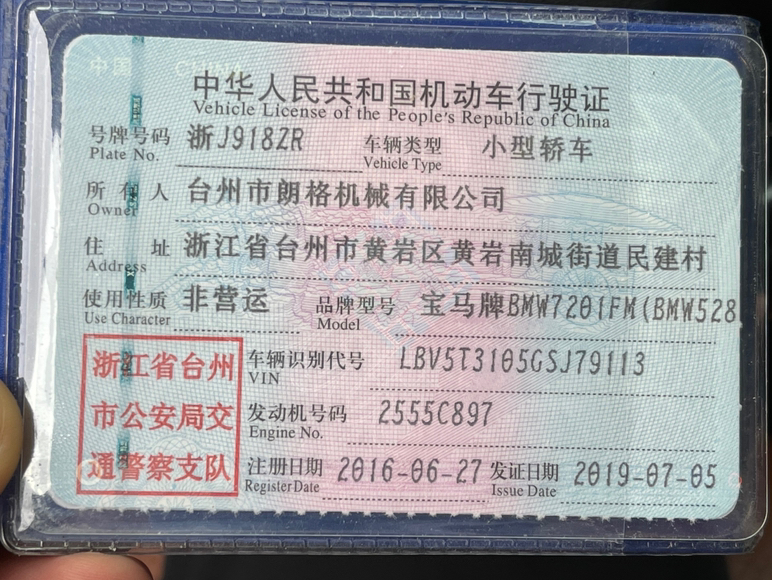 中国 CHINA
中华人民共和国机动车行驶证
Vehicle License of the People's Republic of China
号牌号码 浙J918ZR 车辆类型 小型轿车
Plate No. Vehicle Type
所有人 台州市朗格机械有限公司
Owner
住址 浙江省台州市黄岩区黄岩南城街道民建村
Address
使用性质 非营运 品牌型号 宝马牌BMW7201FM(BMW528
Use Character Model
浙江省台州
市公安局交
通警察支队
车辆识别代号 LBV5T3105GSJ79113
VIN
发动机号码 2555C897
Engine No.
注册日期 2016-06-27 发证日期 2019-07-05
Register Date Issue Date